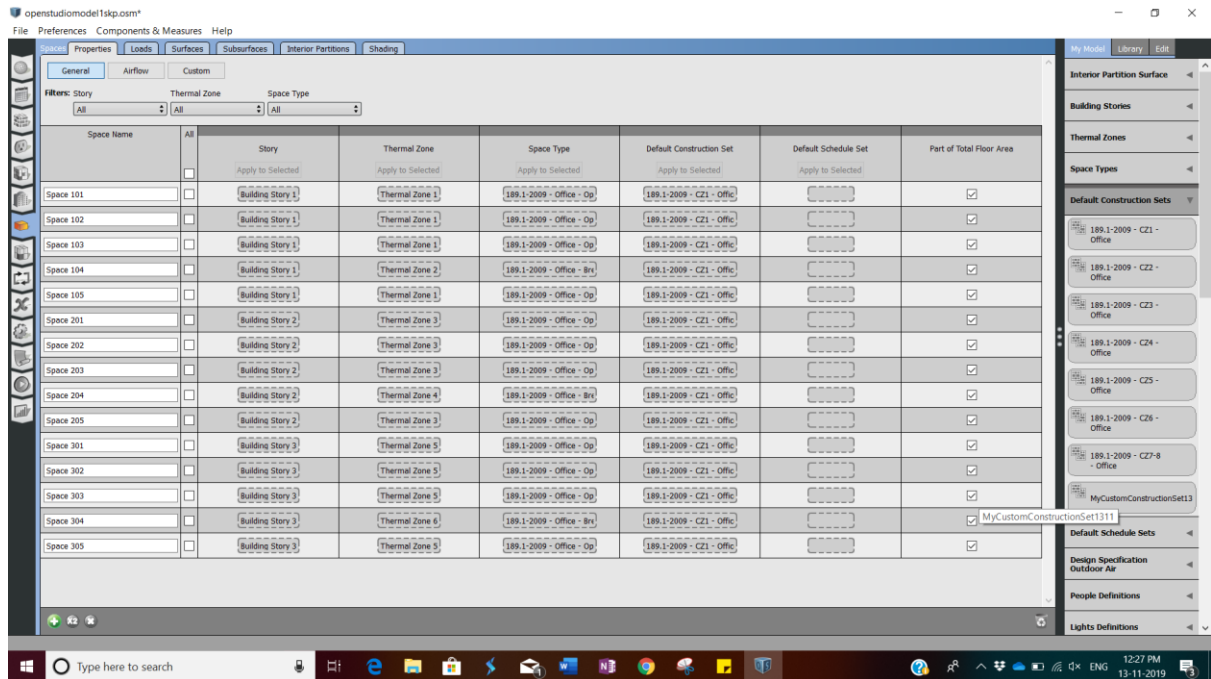 openstudiomodel1skp.osm*
File Preferences Components & Measures Help
Spaces Properties Loads Surfaces Subsurfaces Interior Partitions Shading
My Model Library Edit
General Airflow Custom
Filters: Story Thermal Zone Space Type
All All All
Space Name All Story Thermal Zone Space Type Default Construction Set Default Schedule Set Part of Total Floor Area
Apply to Selected Apply to Selected Apply to Selected Apply to Selected Apply to Selected
Space 101 Building Story 1 Thermal Zone 1 189.1-2009 - Office - Op 189.1-2009 - CZ1 - Offic
Space 102 Building Story 1 Thermal Zone 1 189.1-2009 - Office - Op 189.1-2009 - CZ1 - Offic
Space 103 Building Story 1 Thermal Zone 1 189.1-2009 - Office - Op 189.1-2009 - CZ1 - Offic
Space 104 Building Story 1 Thermal Zone 2 189.1-2009 - Office - Bre 189.1-2009 - CZ1 - Offic
Space 105 Building Story 1 Thermal Zone 1 189.1-2009 - Office - Op 189.1-2009 - CZ1 - Offic
Space 201 Building Story 2 Thermal Zone 3 189.1-2009 - Office - Op 189.1-2009 - CZ1 - Offic
Space 202 Building Story 2 Thermal Zone 3 189.1-2009 - Office - Op 189.1-2009 - CZ1 - Offic
Space 203 Building Story 2 Thermal Zone 3 189.1-2009 - Office - Op 189.1-2009 - CZ1 - Offic
Space 204 Building Story 2 Thermal Zone 4 189.1-2009 - Office - Bre 189.1-2009 - CZ1 - Offic
Space 205 Building Story 2 Thermal Zone 3 189.1-2009 - Office - Op 189.1-2009 - CZ1 - Offic
Space 301 Building Story 3 Thermal Zone 5 189.1-2009 - Office - Op 189.1-2009 - CZ1 - Offic
Space 302 Building Story 3 Thermal Zone 5 189.1-2009 - Office - Op 189.1-2009 - CZ1 - Offic
Space 303 Building Story 3 Thermal Zone 5 189.1-2009 - Office - Op 189.1-2009 - CZ1 - Offic
Space 304 Building Story 3 Thermal Zone 6 189.1-2009 - Office - Bre 189.1-2009 - CZ1 - Offic
Space 305 Building Story 3 Thermal Zone 5 189.1-2009 - Office - Op 189.1-2009 - CZ1 - Offic
Interior Partition Surface
Building Stories
Thermal Zones
Space Types
Default Construction Sets
189.1-2009 - CZ1 -
Office
189.1-2009 - CZ2 -
Office
189.1-2009 - CZ3 -
Office
189.1-2009 - CZ4 -
Office
189.1-2009 - CZ5 -
Office
189.1-2009 - CZ6 -
Office
189.1-2009 - CZ7-8
- Office
MyCustomConstructionSet13
MyCustomConstructionSet1311
Default Schedule Sets
Design Specification
Outdoor Air
People Definitions
Lights Definitions
x2
Type here to search
ENG
12:27 PM
13-11-2019